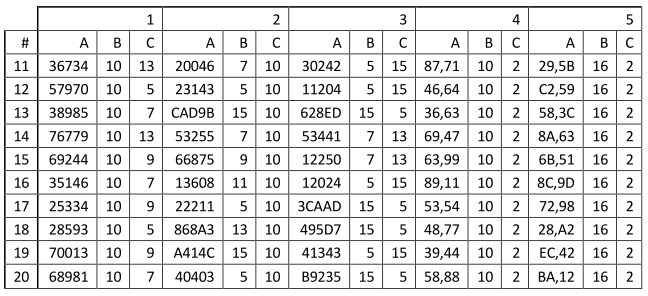 1 2 3 4 5
# A B C A B C A B C A B C A B C
11 36734 10 13 20046 7 10 30242 5 15 87,71 10 2 29,5B 16 2
12 57970 10 5 23143 5 10 11204 5 15 46,64 10 2 C2,59 16 2
13 38985 10 7 CAD9B 15 10 628ED 15 5 36,63 10 2 58,3C 16 2
14 76779 10 13 53255 7 10 53441 7 13 69,47 10 2 8A,63 16 2
15 69244 10 9 66875 9 10 12250 7 13 63,99 10 2 6B,51 16 2
16 35146 10 7 13608 11 10 12024 5 15 89,11 10 2 8C,9D 16 2
17 25334 10 9 22211 5 10 3CAAD 15 5 53,54 10 2 72,98 16 2
18 28593 10 5 868A3 13 10 495D7 15 5 48,77 10 2 28,A2 16 2
19 70013 10 9 A414C 15 10 41343 5 15 39,44 10 2 EC,42 16 2
20 68981 10 7 40403 5 10 B9235 15 5 58,88 10 2 BA,12 16 2